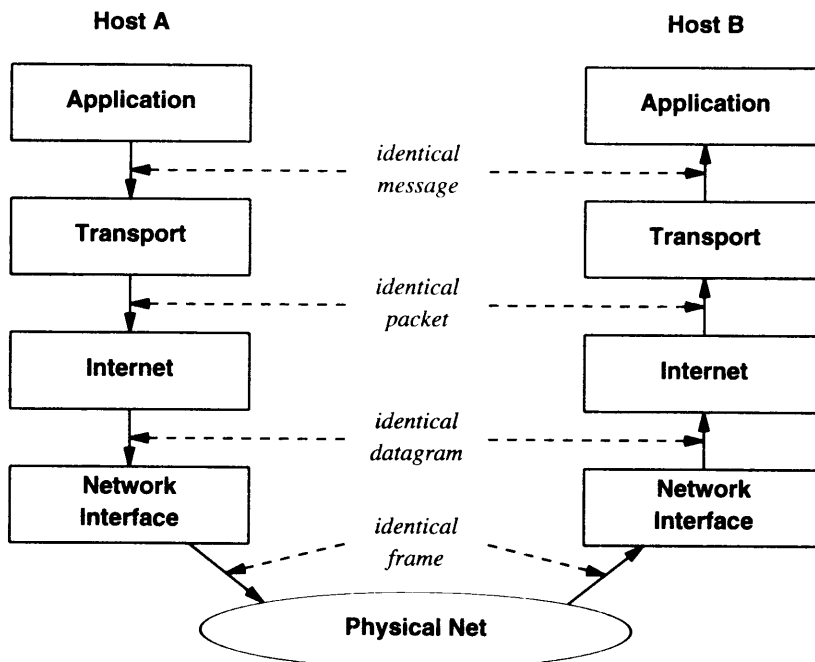 Host A
Host B
Application
Application
identical
message
Transport
Transport
identical
packet
Internet
Internet
identical
datagram
Network
Interface
Network
Interface
identical
frame
Physical Net